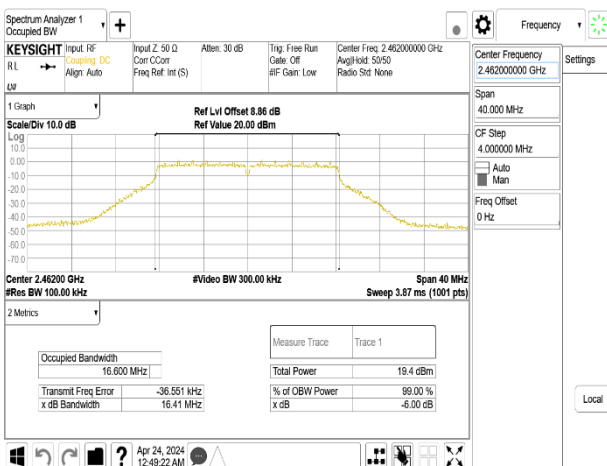 Spectrum Analyzer 1
Occupied BW
Frequency
KEYSIGHT
RL
Input: RF
Coupling: DC
Align: Auto
Input Z: 50 Ω
Corr CCorr
Freq Ref: Int (S)
Atten: 30 dB
Trig: Free Run
Gate: Off
#IF Gain: Low
Center Freq: 2.462000000 GHz
Avg|Hold: 50/50
Radio Std: None
Center Frequency
2.462000000 GHz
Settings
Span
40.000 MHz
CF Step
4.000000 MHz
Auto
Man
Freq Offset
0 Hz
1 Graph
Scale/Div 10.0 dB
Ref Lvl Offset 8.86 dB
Ref Value 20.00 dBm
Log
10.0
0.00
-10.0
-20.0
-30.0
-40.0
-50.0
-60.0
-70.0
Center 2.46200 GHz
#Res BW 100.00 kHz
#Video BW 300.00 kHz
Span 40 MHz
Sweep 3.87 ms (1001 pts)
2 Metrics
Measure Trace
Trace 1
Occupied Bandwidth
16.600 MHz
Total Power
19.4 dBm
Transmit Freq Error
-36.551 kHz
% of OBW Power
99.00 %
x dB Bandwidth
16.41 MHz
x dB
-6.00 dB
Local
?
Apr 24, 2024
12:49:22 AM